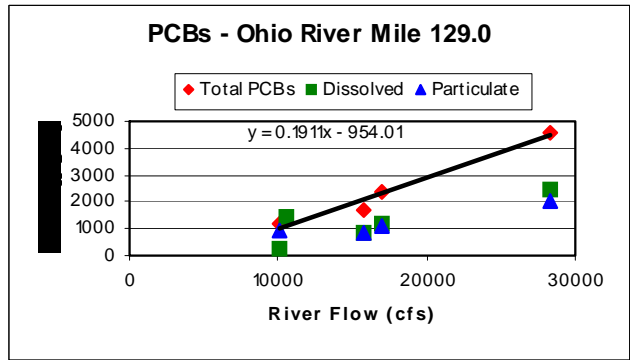 PCBs - Ohio River Mile 129.0
Total PCBs Dissolved Particulate
y = 0.1911x - 954.01
5000
4000
3000
2000
1000
0
0 10000 20000 30000
River Flow (cfs)